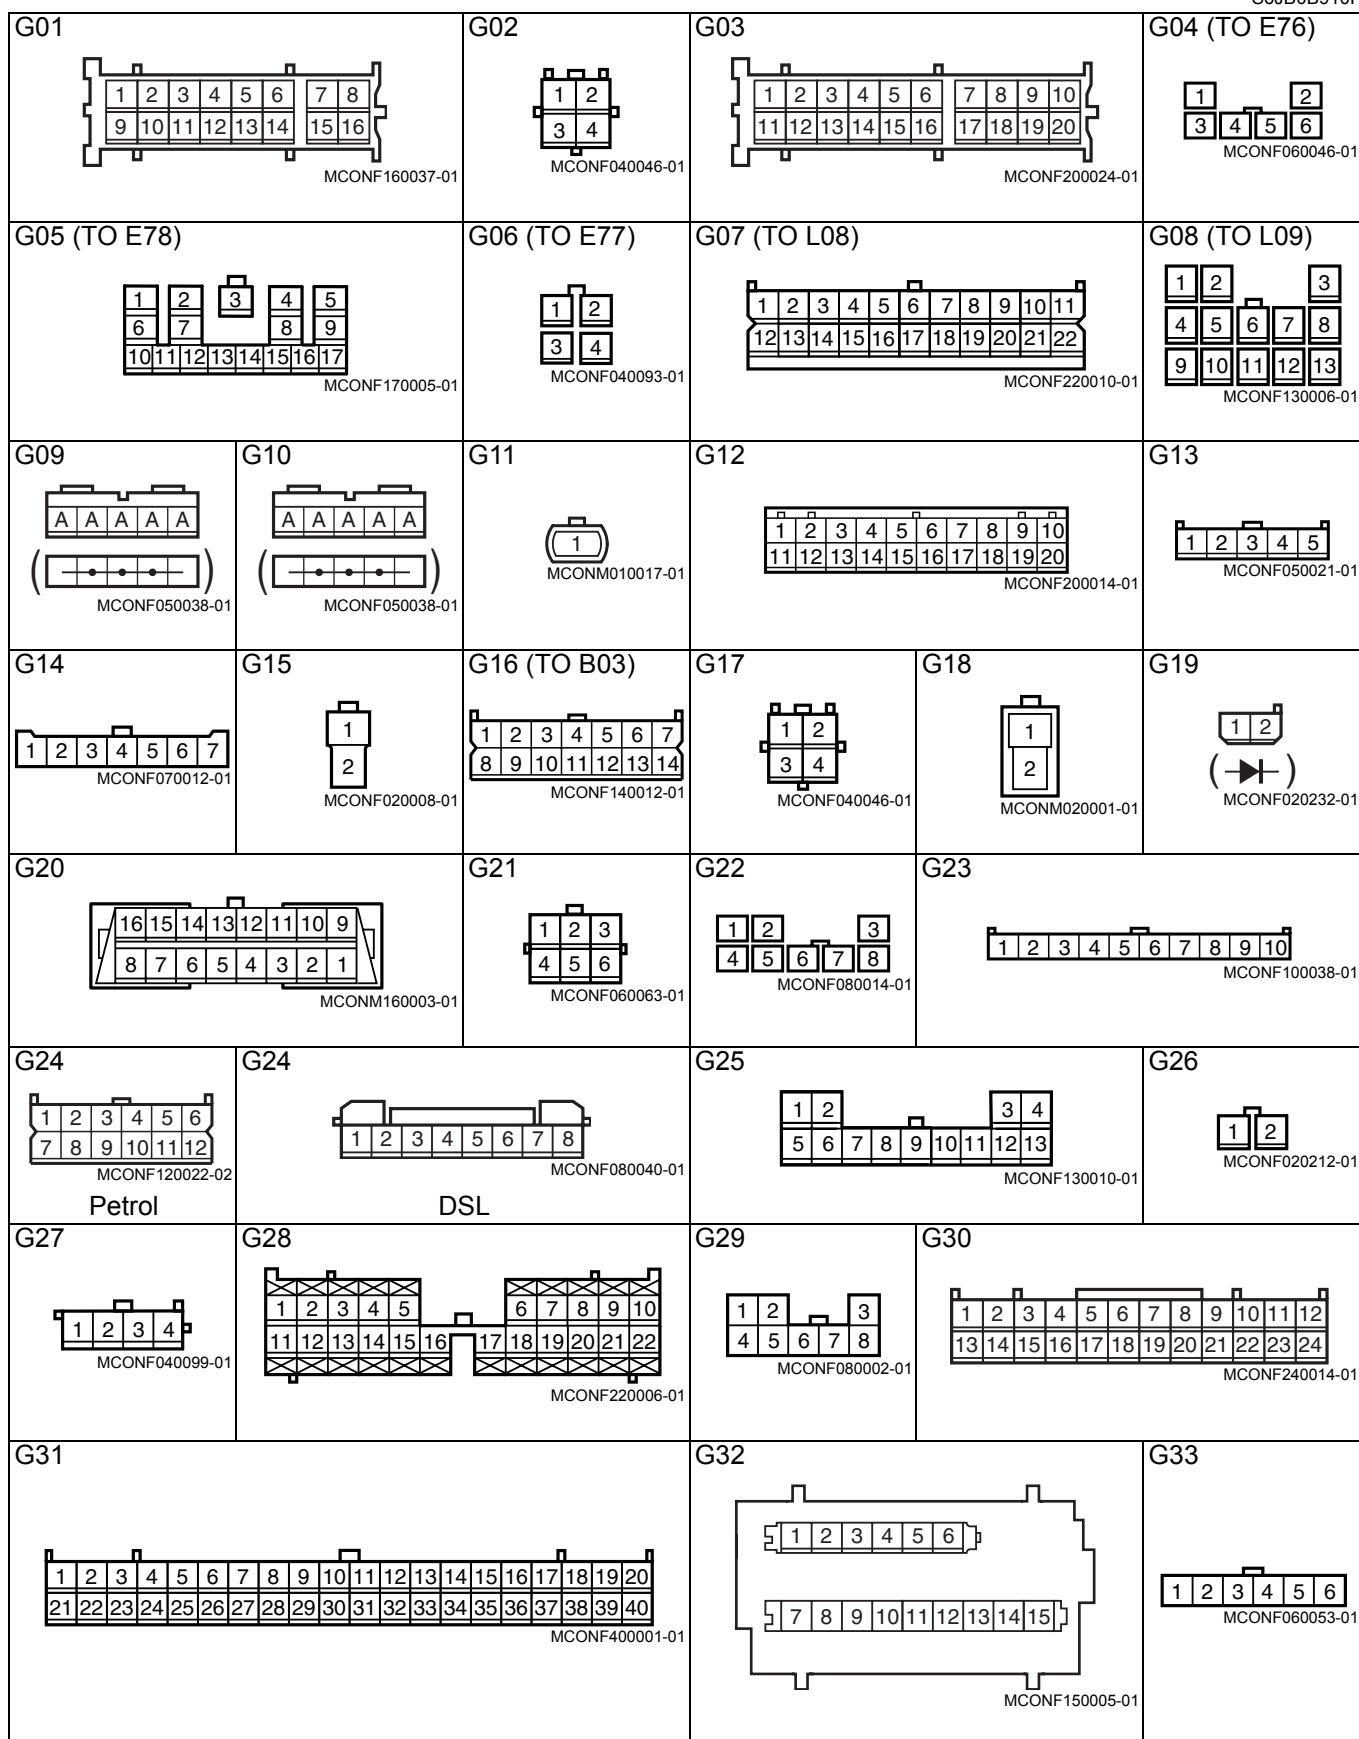 G01
1 2 3 4 5 6 7 8
9 10 11 12 13 14 15 16
MCONF160037-01
G02
1 2
3 4
MCONF040046-01
G03
1 2 3 4 5 6 7 8 9 10
11 12 13 14 15 16 17 18 19 20
MCONF200024-01
G04 (TO E76)
1 2
3 4 5 6
MCONF060046-01
G05 (TO E78)
1 2 3 4 5
6 7 8 9
10 11 12 13 14 15 16 17
MCONF170005-01
G06 (TO E77)
1 2
3 4
MCONF040093-01
G07 (TO L08)
1 2 3 4 5 6 7 8 9 10 11
12 13 14 15 16 17 18 19 20 21 22
MCONF220010-01
G08 (TO L09)
1 2 3
4 5 6 7 8
9 10 11 12 13
MCONF130006-01
G09
A A A A A
MCONF050038-01
G10
A A A A A
MCONF050038-01
G11
1
MCONM010017-01
G12
1 2 3 4 5 6 7 8 9 10
11 12 13 14 15 16 17 18 19 20
MCONF200014-01
G13
1 2 3 4 5
MCONF050021-01
G14
1 2 3 4 5 6 7
MCONF070012-01
G15
1
2
MCONF020008-01
G16 (TO B03)
1 2 3 4 5 6 7
8 9 10 11 12 13 14
MCONF140012-01
G17
1 2
3 4
MCONF040046-01
G18
1
2
MCONM020001-01
G19
1 2
MCONF020232-01
G20
16 15 14 13 12 11 10 9
8 7 6 5 4 3 2 1
MCONM160003-01
G21
1 2 3
4 5 6
MCONF060063-01
G22
1 2 3
4 5 6 7 8
MCONF080014-01
G23
1 2 3 4 5 6 7 8 9 10
MCONF100038-01
G24
1 2 3 4 5 6
7 8 9 10 11 12
MCONF120022-02
Petrol
G24
1 2 3 4 5 6 7 8
MCONF080040-01
DSL
G25
1 2 3 4
5 6 7 8 9 10 11 12 13
MCONF130010-01
G26
1 2
MCONF020212-01
G27
1 2 3 4
MCONF040099-01
G28
1 2 3 4 5 6 7 8 9 10
11 12 13 14 15 16 17 18 19 20 21 22
MCONF220006-01
G29
1 2 3
4 5 6 7 8
MCONF080002-01
G30
1 2 3 4 5 6 7 8 9 10 11 12
13 14 15 16 17 18 19 20 21 22 23 24
MCONF240014-01
G31
1 2 3 4 5 6 7 8 9 10 11 12 13 14 15 16 17 18 19 20
21 22 23 24 25 26 27 28 29 30 31 32 33 34 35 36 37 38 39 40
MCONF400001-01
G32
1 2 3 4 5 6
7 8 9 10 11 12 13 14 15
MCONF150005-01
G33
1 2 3 4 5 6
MCONF060053-01